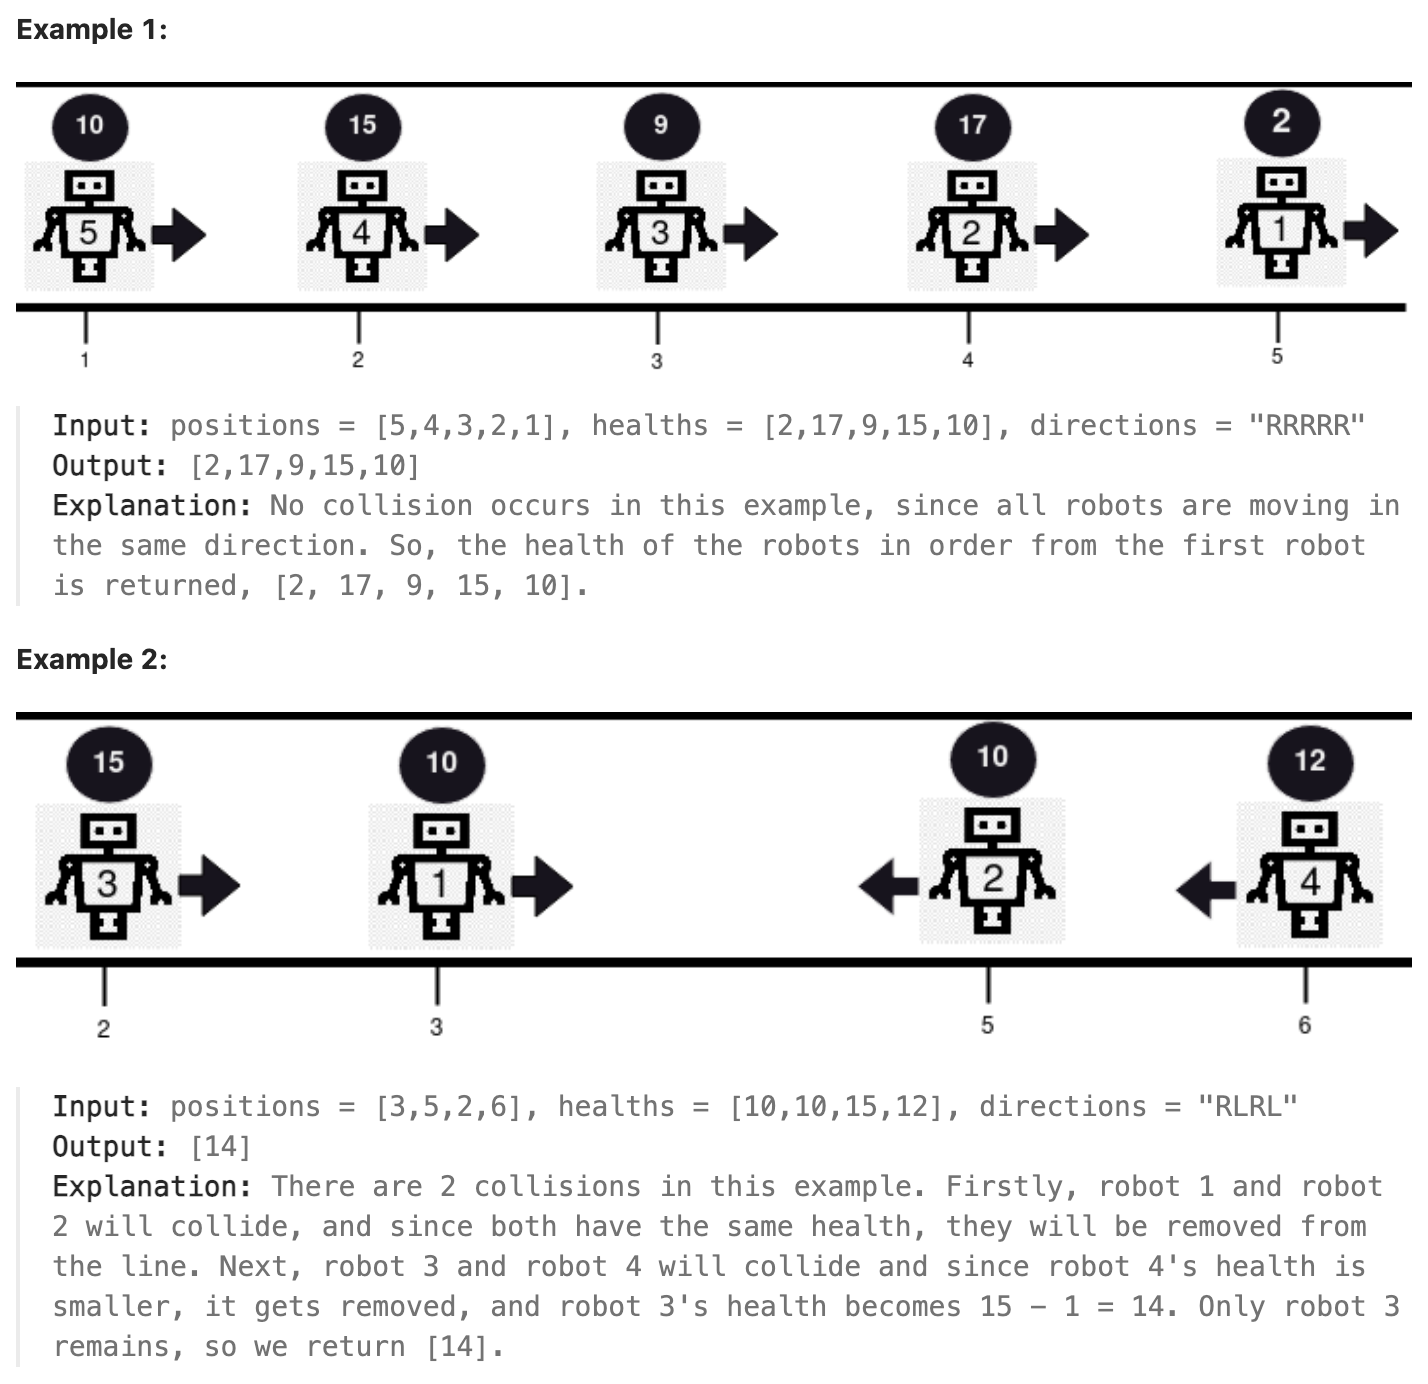 Example 1:
10 15 9 17 2
5 4 3 2 1
1 2 3 4 5
Input: positions = [5,4,3,2,1], healths = [2,17,9,15,10], directions = "RRRRR"
Output: [2,17,9,15,10]
Explanation: No collision occurs in this example, since all robots are moving in
the same direction. So, the health of the robots in order from the first robot
is returned, [2, 17, 9, 15, 10].
Example 2:
15 10 10 12
3 1 2 4
2 3 5 6
Input: positions = [3,5,2,6], healths = [10,10,15,12], directions = "RLRL"
Output: [14]
Explanation: There are 2 collisions in this example. Firstly, robot 1 and robot
2 will collide, and since both have the same health, they will be removed from
the line. Next, robot 3 and robot 4 will collide and since robot 4's health is
smaller, it gets removed, and robot 3's health becomes 15 - 1 = 14. Only robot 3
remains, so we return [14].